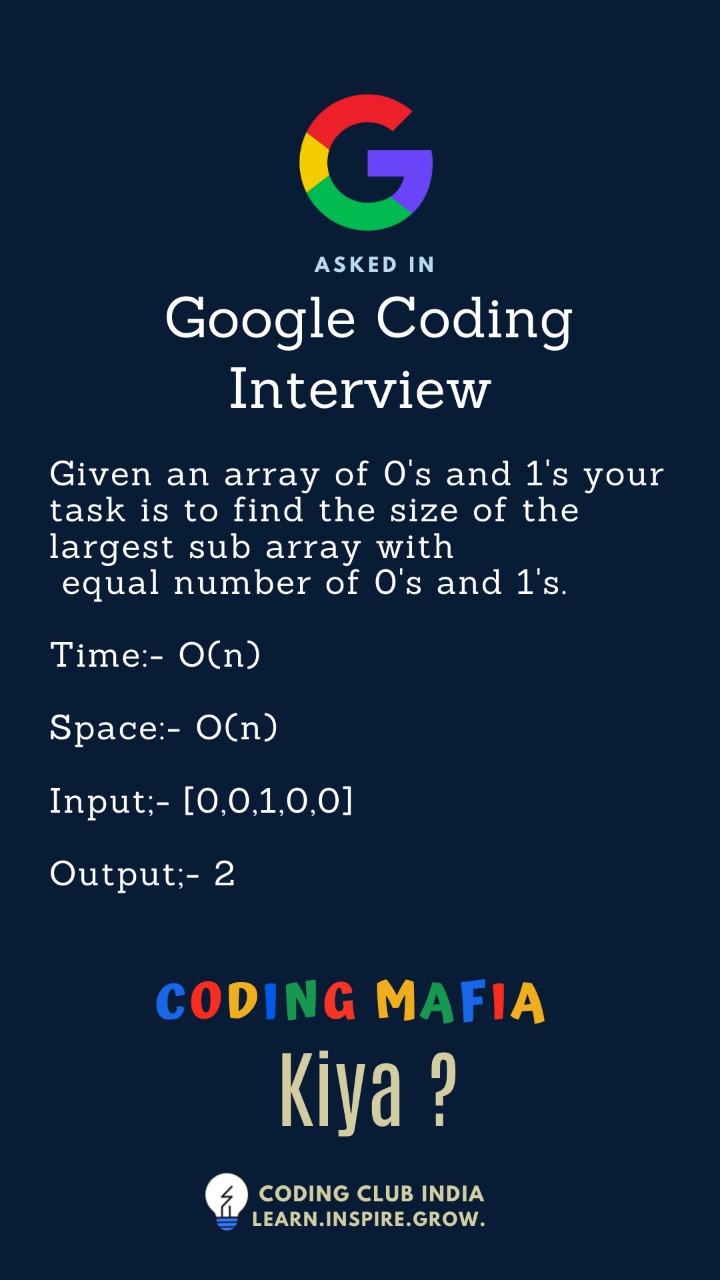 ASKED IN
Google Coding
Interview
Given an array of 0's and 1's your
task is to find the size of the
largest sub array with
equal number of 0's and 1's.
Time:- O(n)
Space:- O(n)
Input;- [0,0,1,0,0]
Output;- 2
CODING MAFIA
Kiya ?
CODING CLUB INDIA
LEARN.INSPIRE.GROW.